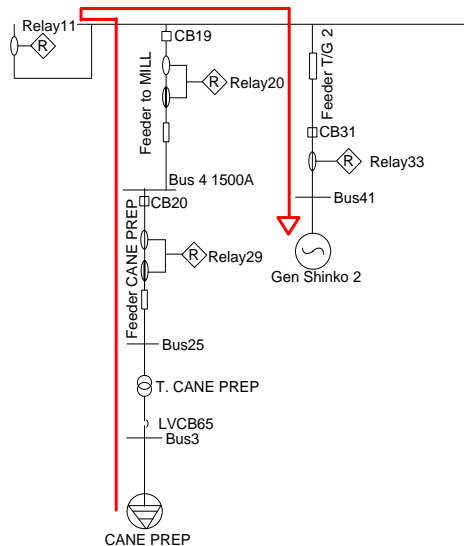 Relay11
R
CB19
R
Relay20
Feeder to MILL
Feeder T/G 2
CB31
R
Relay33
Bus 4 1500A
CB20
Bus41
R
Relay29
Feeder CANE PREP
Gen Shinko 2
Bus25
T. CANE PREP
LVCB65
Bus3
CANE PREP